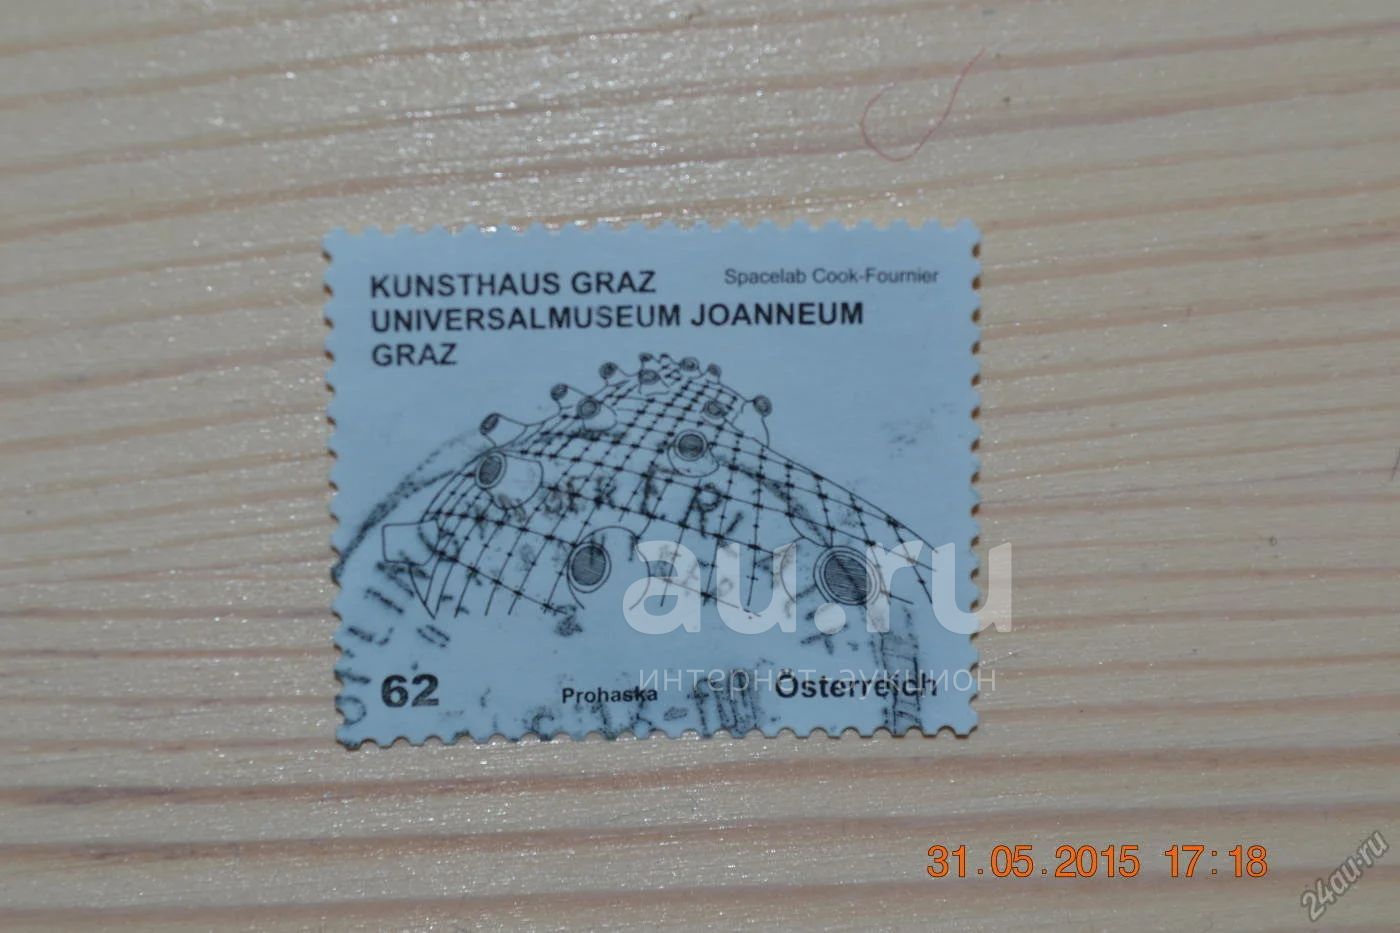 KUNSTHAUS GRAZ
Spacelab Cook-Fournier
UNIVERSALMUSEUM JOANNEUM
GRAZ
au.ru
интернет-аукцион
62
Prohaska
Österreich
31.05.2015 17:18
24au.ru